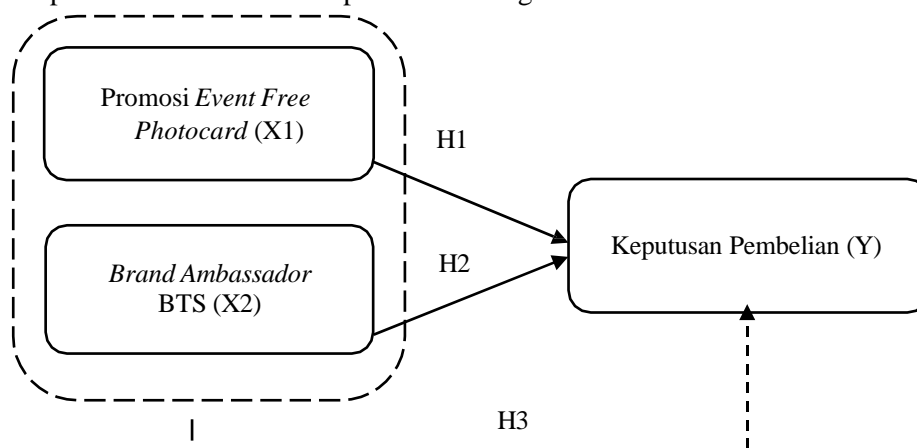 Promosi Event Free
Photocard (X1)
H1
Keputusan Pembelian (Y)
Brand Ambassador
BTS (X2)
H2
H3